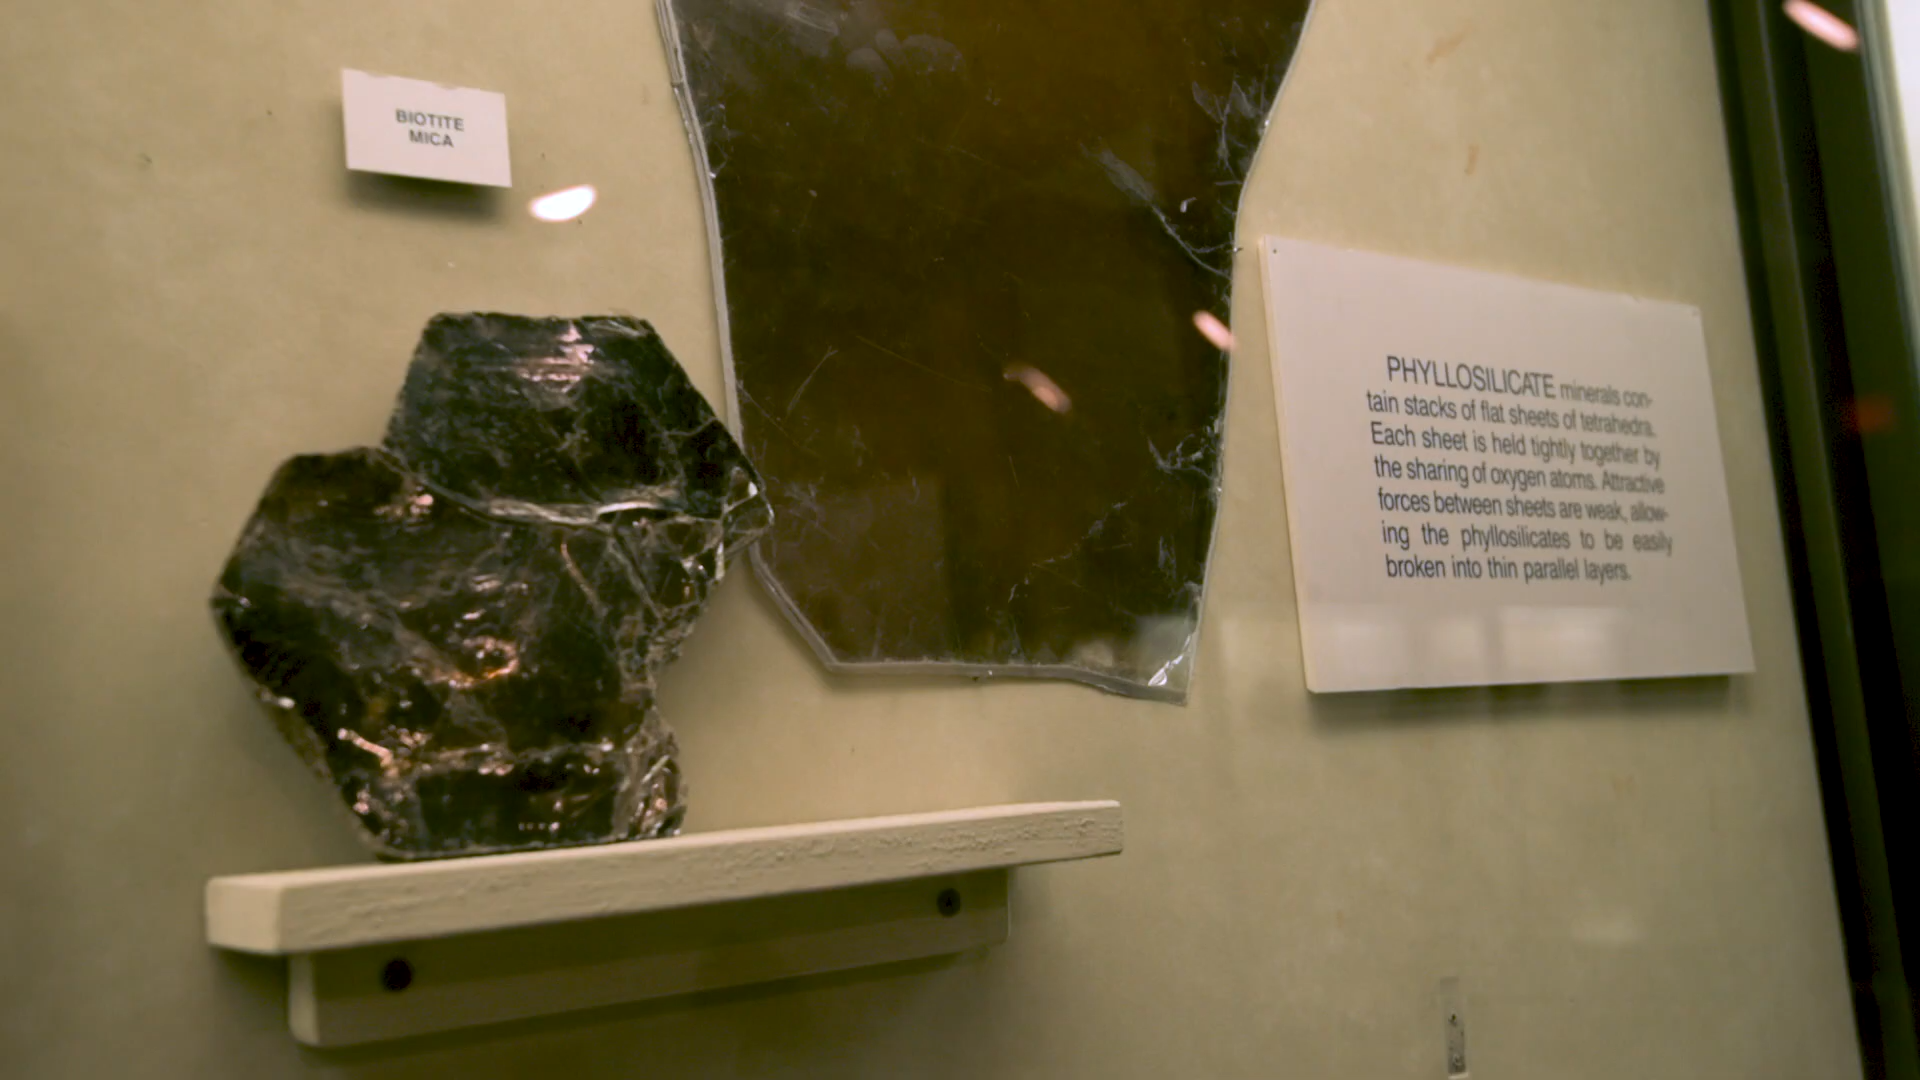 BIOTITE
MICA
PHYLLOSILICATE minerals con-
tain stacks of flat sheets of tetrahedra.
Each sheet is held tightly together by
the sharing of oxygen atoms. Attractive
forces between sheets are weak, allow-
ing the phyllosilicates to be easily
broken into thin parallel layers.